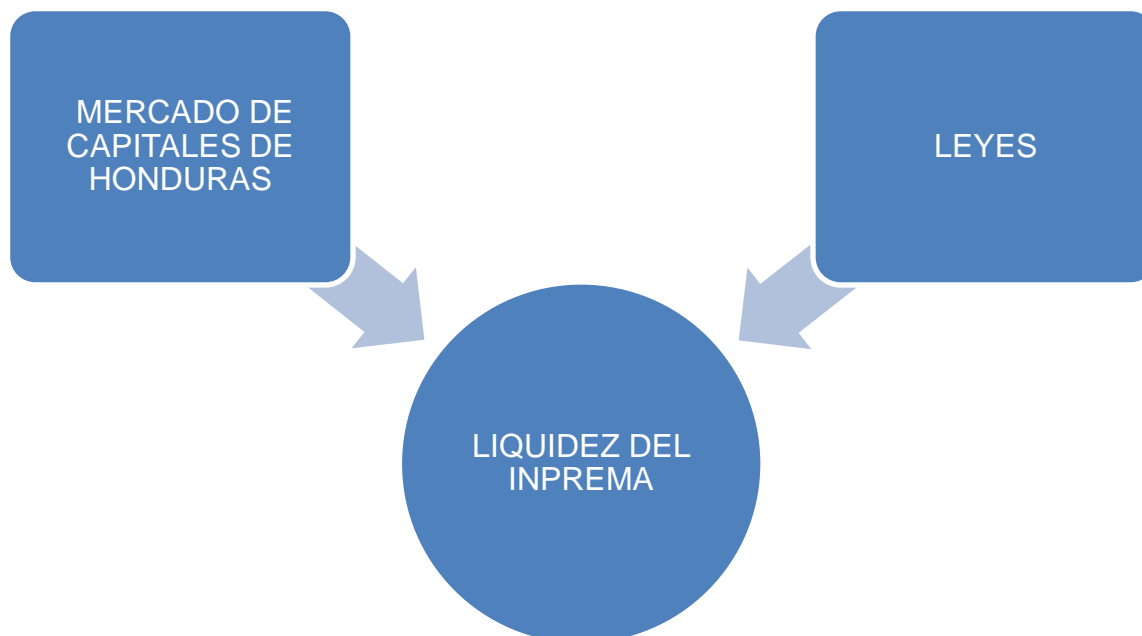 MERCADO DE
CAPITALES DE
HONDURAS
LEYES
LIQUIDEZ DEL
INPREMA